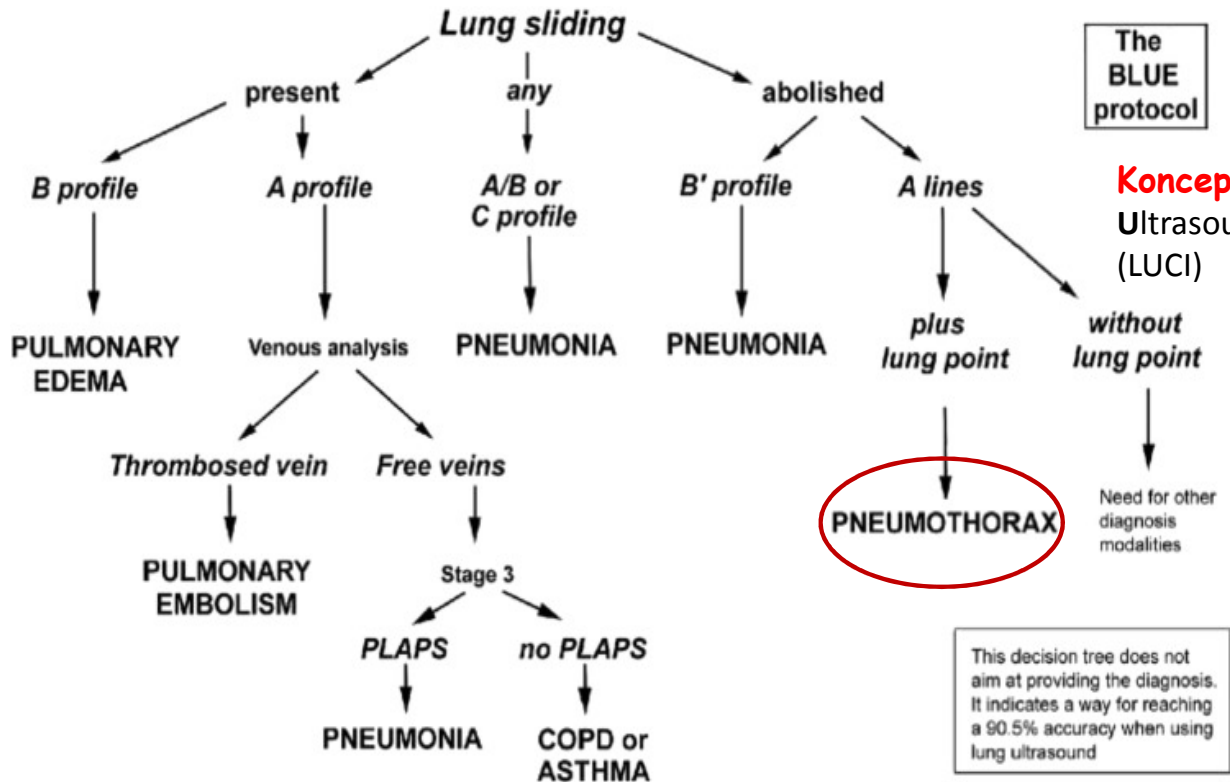 Lung sliding
The
BLUE
protocol
present
any
abolished
B profile
A profile
A/B or
C profile
B' profile
A lines
Ultrasou
(LUCI)
PULMONARY
EDEMA
Venous analysis
PNEUMONIA
PNEUMONIA
plus
lung point
without
lung point
Thrombosed vein
Free veins
PNEUMOTHORAX
Need for other
diagnosis
modalities
PULMONARY
EMBOLISM
Stage 3
PLAPS
no PLAPS
PNEUMONIA
COPD or
ASTHMA
This decision tree does not
aim at providing the diagnosis.
It indicates a way for reaching
a 90.5% accuracy when using
lung ultrasound